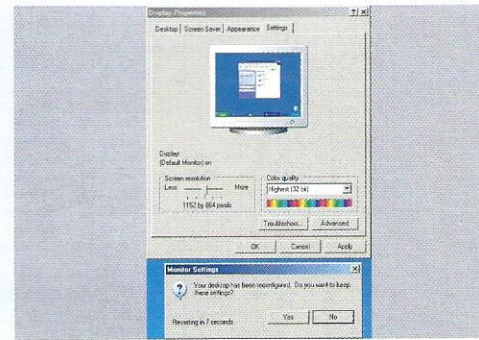 Display Properties
Desktop Screen Saver Appearance Settings
Display:
(Default Monitor) on
Screen resolution
Less More
1152 by 864 pixels
Color quality
Highest (32 bit)
Troubleshoot... Advanced
OK Cancel Apply
Monitor Settings
Your desktop has been reconfigured. Do you want to keep
these settings?
Reverting in 7 seconds
Yes No